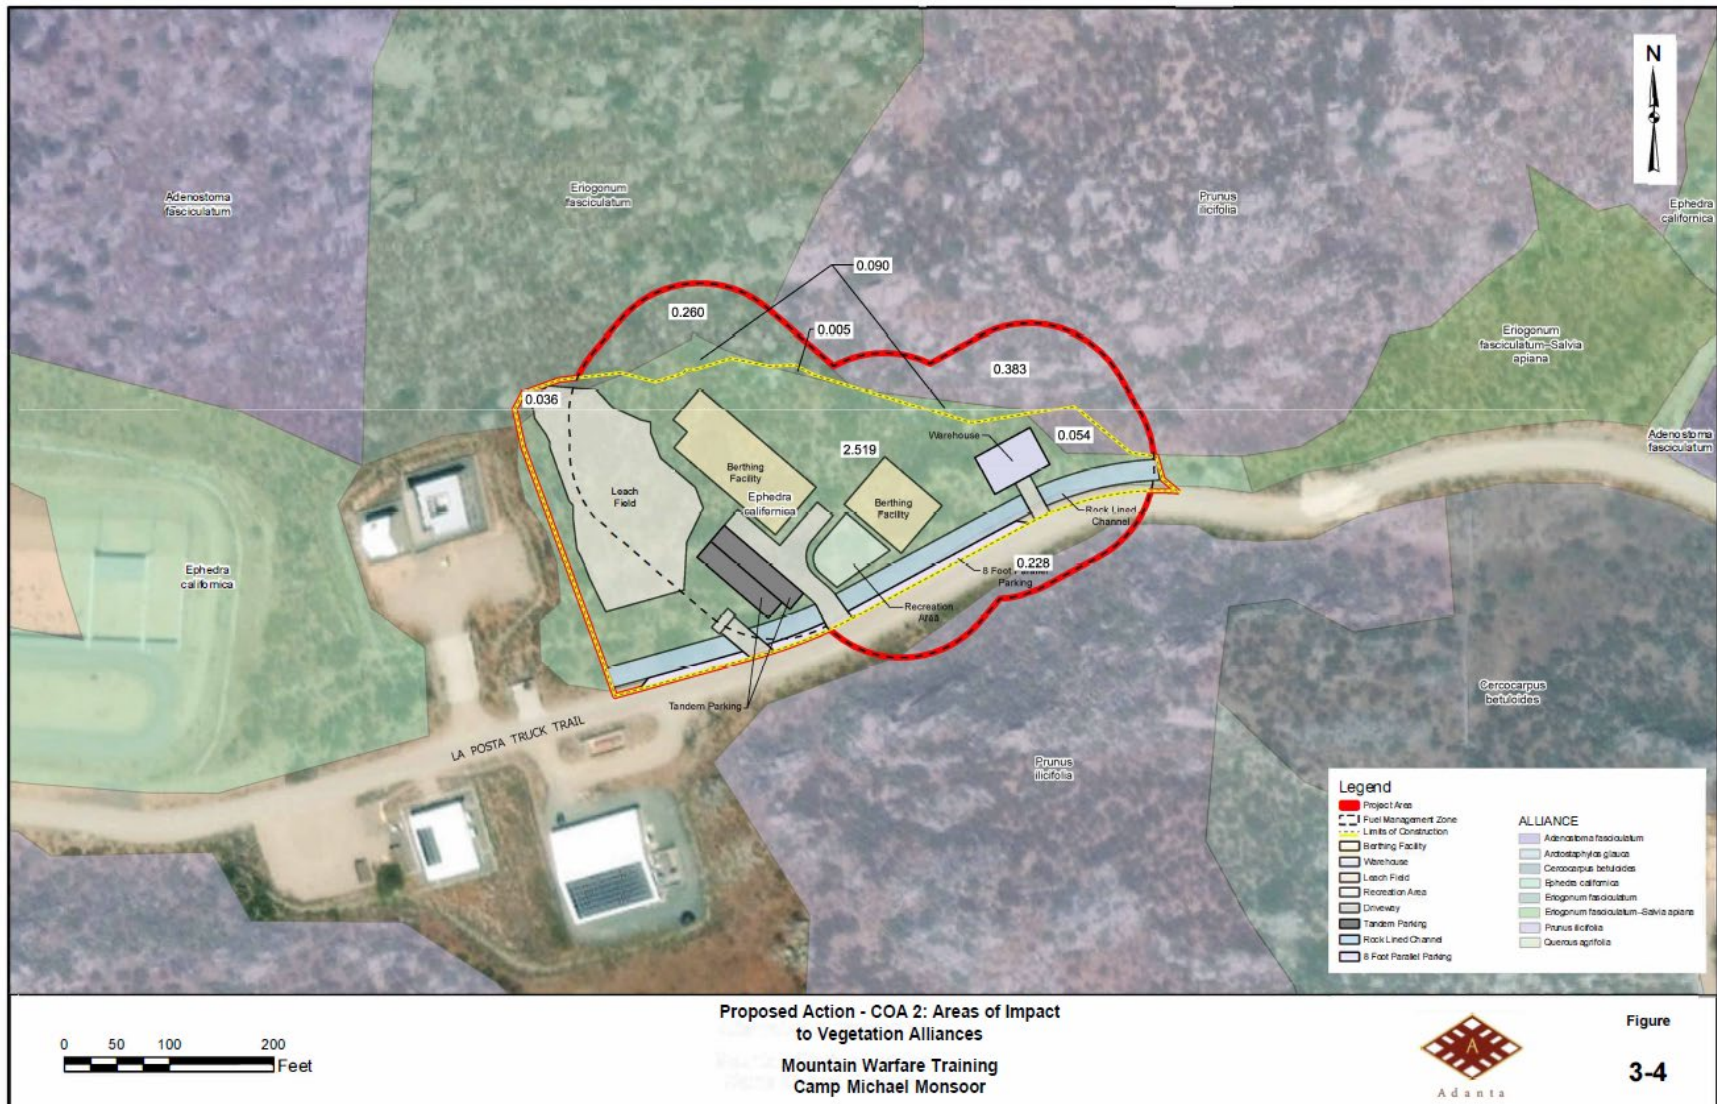 N
Adenostoma
fasciculatum
Eriogonum
fasciculatum
Prunus
ilicifolia
Ephedra
californica
0.090
0.260
0.005
Eriogonum
fasciculatum–Salvia
apiana
0.383
0.036
Warehouse
0.054
2.519
Adenostoma
fasciculatum
Berthing
Facility
Leach
Field
Ephedra
californica
Berthing
Facility
Rock Lined
Channel
Ephedra
californica
0.228
8 Foot Parallel
Parking
Recreation
Area
Tandem Parking
LA POSTA TRUCK TRAIL
Cercocarpus
betuloides
Prunus
ilicifolia
Legend
Project Area
Fuel Management Zone
Limits of Construction
Berthing Facility
Warehouse
Leach Field
Recreation Area
Driveway
Tandem Parking
Rock Lined Channel
8 Foot Parallel Parking
ALLIANCE
Adenostoma fasciculatum
Arctostaphylos glauca
Cercocarpus betuloides
Ephedra californica
Eriogonum fasciculatum
Eriogonum fasciculatum–Salvia apiana
Prunus ilicifolia
Quercus agrifolia
0 50 100 200
Feet
Proposed Action - COA 2: Areas of Impact
to Vegetation Alliances
Mountain Warfare Training
Camp Michael Monsoor
A
Adanta
Figure
3-4